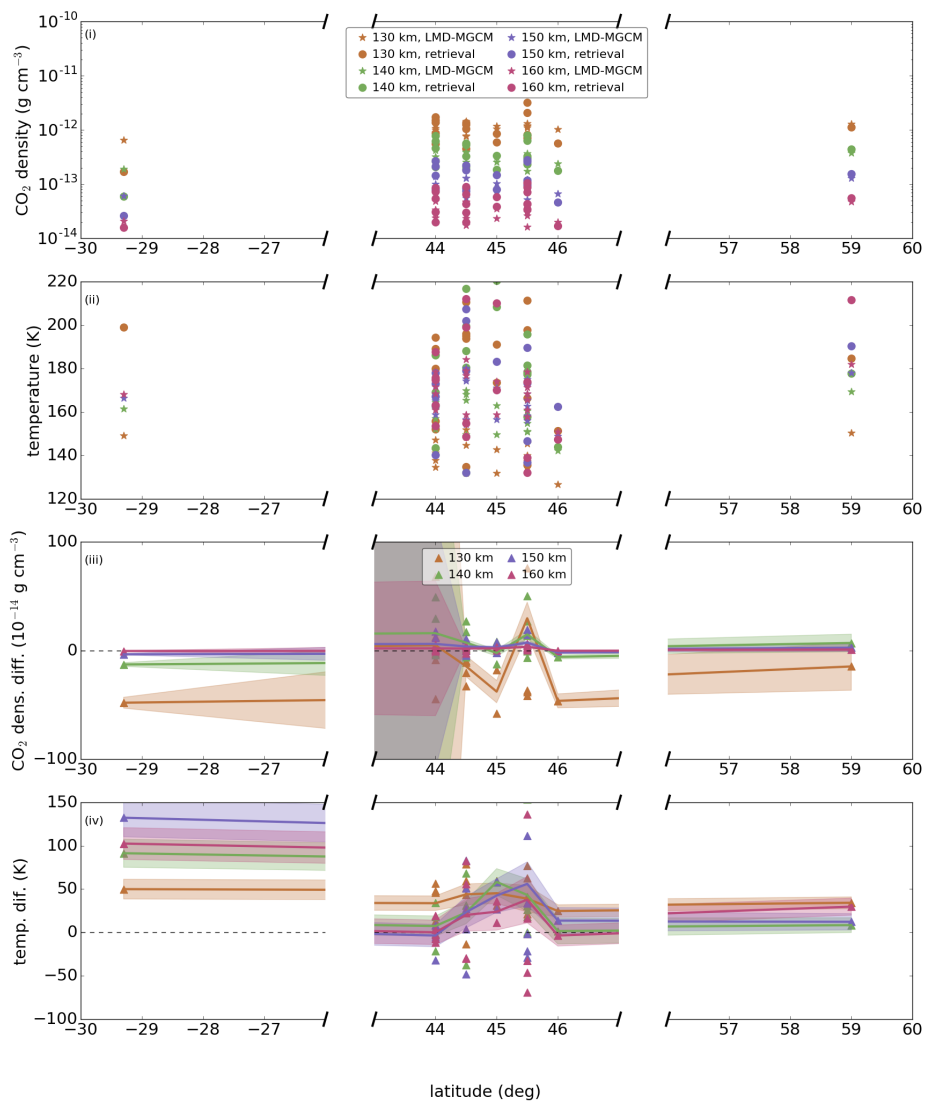 10⁻¹⁰
10⁻¹¹
10⁻¹²
10⁻¹³
10⁻¹⁴
CO₂ density (g cm⁻³)
(i)
130 km, LMD-MGCM
130 km, retrieval
140 km, LMD-MGCM
140 km, retrieval
150 km, LMD-MGCM
150 km, retrieval
160 km, LMD-MGCM
160 km, retrieval
−30 −29 −28 −27 44 45 46 57 58 59 60
220
200
180
160
140
120
temperature (K)
(ii)
−30 −29 −28 −27 44 45 46 57 58 59 60
100
0
−100
CO₂ dens. diff. (10⁻¹⁴ g cm⁻³)
(iii)
130 km
140 km
150 km
160 km
−30 −29 −28 −27 44 45 46 57 58 59 60
150
100
50
0
−50
−100
temp. dif. (K)
(iv)
−30 −29 −28 −27 44 45 46 57 58 59 60
latitude (deg)